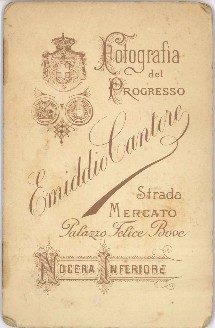 Fotografia
del
PROGRESSO
Emiddio Cantore
Strada
MERCATO
Palazzo Felice Bove
NOCERA INFERIORE